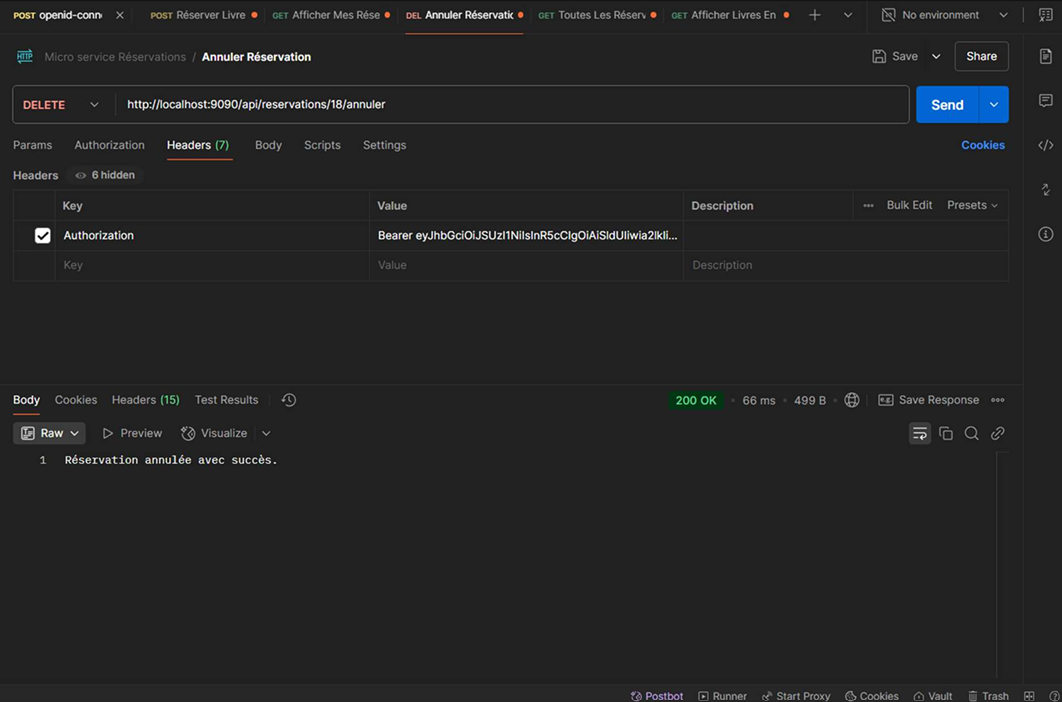 POST openid-conn POST Réserver Livre GET Afficher Mes Rése DEL Annuler Réservatic GET Toutes Les Réserv GET Afficher Livres En No environment
HTTP Micro service Réservations / Annuler Réservation Save Share
DELETE http://localhost:9090/api/reservations/18/annuler Send
Params Authorization Headers (7) Body Scripts Settings Cookies
Headers 6 hidden
Key Value Description Bulk Edit Presets
Authorization Bearer
Key Value Description
Body Cookies Headers (15) Test Results 200 OK 66 ms 499 B Save Response
Raw Preview Visualize
1 Réservation annulée avec succès.
Postbot Runner Start Proxy Cookies Vault Trash